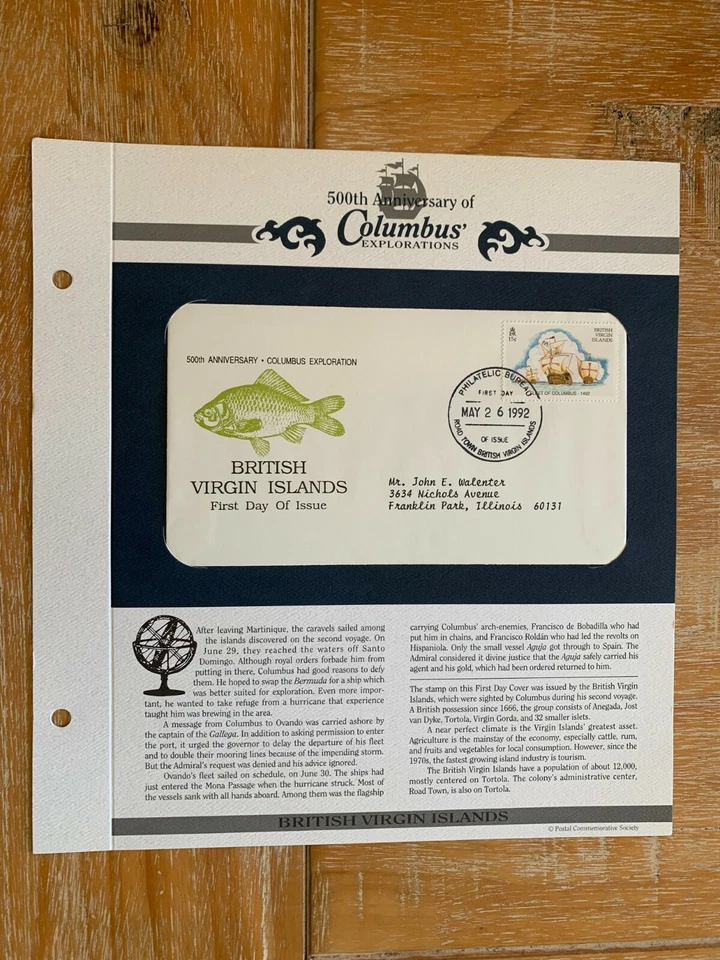 500th Anniversary of
Columbus'
EXPLORATIONS
500th ANNIVERSARY • COLUMBUS EXPLORATION
BRITISH
VIRGIN ISLANDS
15c
FLEET OF COLUMBUS · 1492
PHILATELIC BUREAU
FIRST DAY
MAY 26 1992
OF ISSUE
ROAD TOWN BRITISH VIRGIN ISLANDS
BRITISH
VIRGIN ISLANDS
First Day Of Issue
Mr. John E. Walenter
3634 Nichols Avenue
Franklin Park, Illinois 60131
After leaving Martinique, the caravels sailed among
the islands discovered on the second voyage. On
June 29, they reached the waters off Santo
Domingo. Although royal orders forbade him from
putting in there, Columbus had good reasons to defy
them. He hoped to swap the Bermuda for a ship which
was better suited for exploration. Even more impor-
tant, he wanted to take refuge from a hurricane that experience
taught him was brewing in the area.
A message from Columbus to Ovando was carried ashore by
the captain of the Gallega. In addition to asking permission to enter
the port, it urged the governor to delay the departure of his fleet
and to double their mooring lines because of the impending storm.
But the Admiral's request was denied and his advice ignored.
Ovando's fleet sailed on schedule, on June 30. The ships had
just entered the Mona Passage when the hurricane struck. Most of
the vessels sank with all hands aboard. Among them was the flagship
carrying Columbus' arch-enemies, Francisco de Bobadilla who had
put him in chains, and Francisco Roldán who had led the revolts on
Hispaniola. Only the small vessel Aguja got through to Spain. The
Admiral considered it divine justice that the Aguja safely carried his
agent and his gold, which had been ordered returned to him.
The stamp on this First Day Cover was issued by the British Virgin
Islands, which were sighted by Columbus during his second voyage.
A British possession since 1666, the group consists of Anegada, Jost
van Dyke, Tortola, Virgin Gorda, and 32 smaller islets.
A near perfect climate is the Virgin Islands' greatest asset.
Agriculture is the mainstay of the economy, especially cattle, rum,
and fruits and vegetables for local consumption. However, since the
1970s, the fastest growing island industry is tourism.
The British Virgin Islands have a population of about 12,000,
mostly centered on Tortola. The colony's administrative center,
Road Town, is also on Tortola.
BRITISH VIRGIN ISLANDS
© Postal Commemorative Society